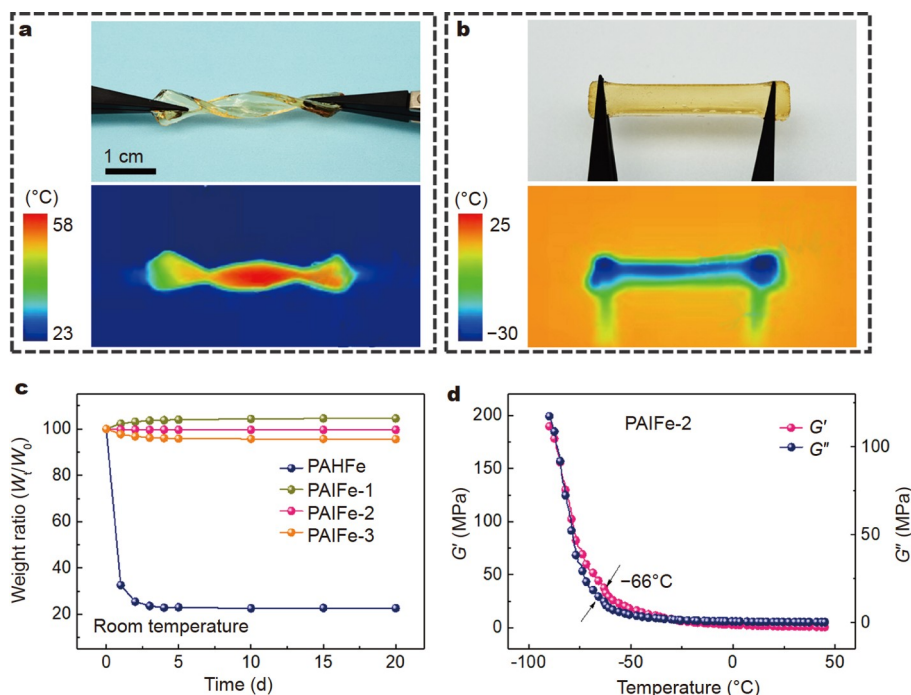 a
b
1 cm
(°C)
58
23
(°C)
25
−30
c
Weight ratio (Wt/W0)
100
80
60
40
20
PAHFe
PAIFe-1
PAIFe-2
PAIFe-3
Room temperature
0
5
10
15
20
Time (d)
d
PAIFe-2
G′
G″
G′ (MPa)
200
150
100
50
0
−66°C
100
50
0
G″ (MPa)
-100
-50
0
50
Temperature (°C)